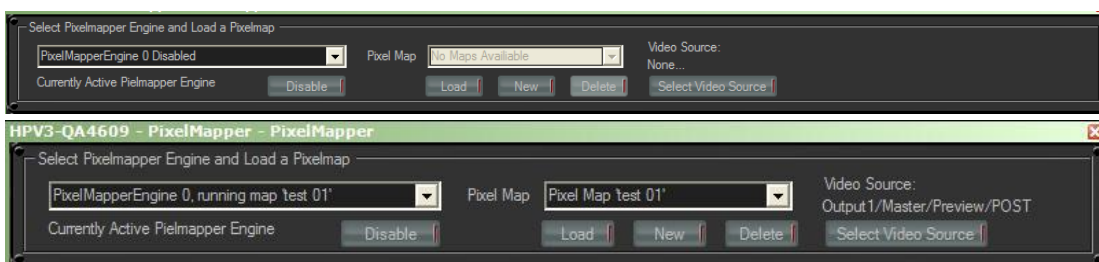 Select Pixelmapper Engine and Load a Pixelmap
PixelMapperEngine 0 Disabled
Pixel Map
No Maps Availiable
Video Source:
None...
Currently Active Pielmapper Engine
Disable
Load
New
Delete
Select Video Source
HPV3-QA4609 - PixelMapper - PixelMapper
Select Pixelmapper Engine and Load a Pixelmap
PixelMapperEngine 0, running map 'test 01'
Pixel Map
Pixel Map 'test 01'
Video Source:
Output1/Master/Preview/POST
Currently Active Pielmapper Engine
Disable
Load
New
Delete
Select Video Source